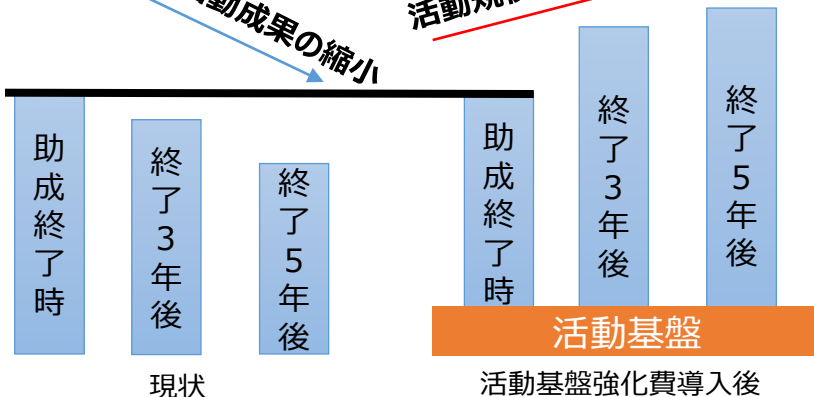 動成果の縮小
活動規
助成終了時
終了3年後
終了5年後
助成終了時
終了3年後
終了5年後
活動基盤
現状
活動基盤強化費導入後